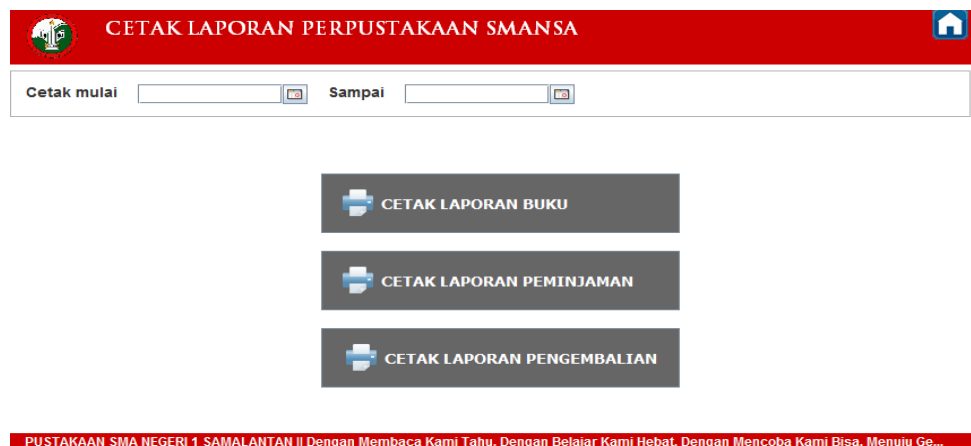 CETAK LAPORAN PERPUSTAKAAN SMANSA
Cetak mulai Sampai
CETAK LAPORAN BUKU
CETAK LAPORAN PEMINJAMAN
CETAK LAPORAN PENGEMBALIAN
PUSTAKAAN SMA NEGERI 1 SAMALANTAN || Dengan Membaca Kami Tahu, Dengan Belajar Kami Hebat, Dengan Mencoba Kami Bisa, Menuju Ge...